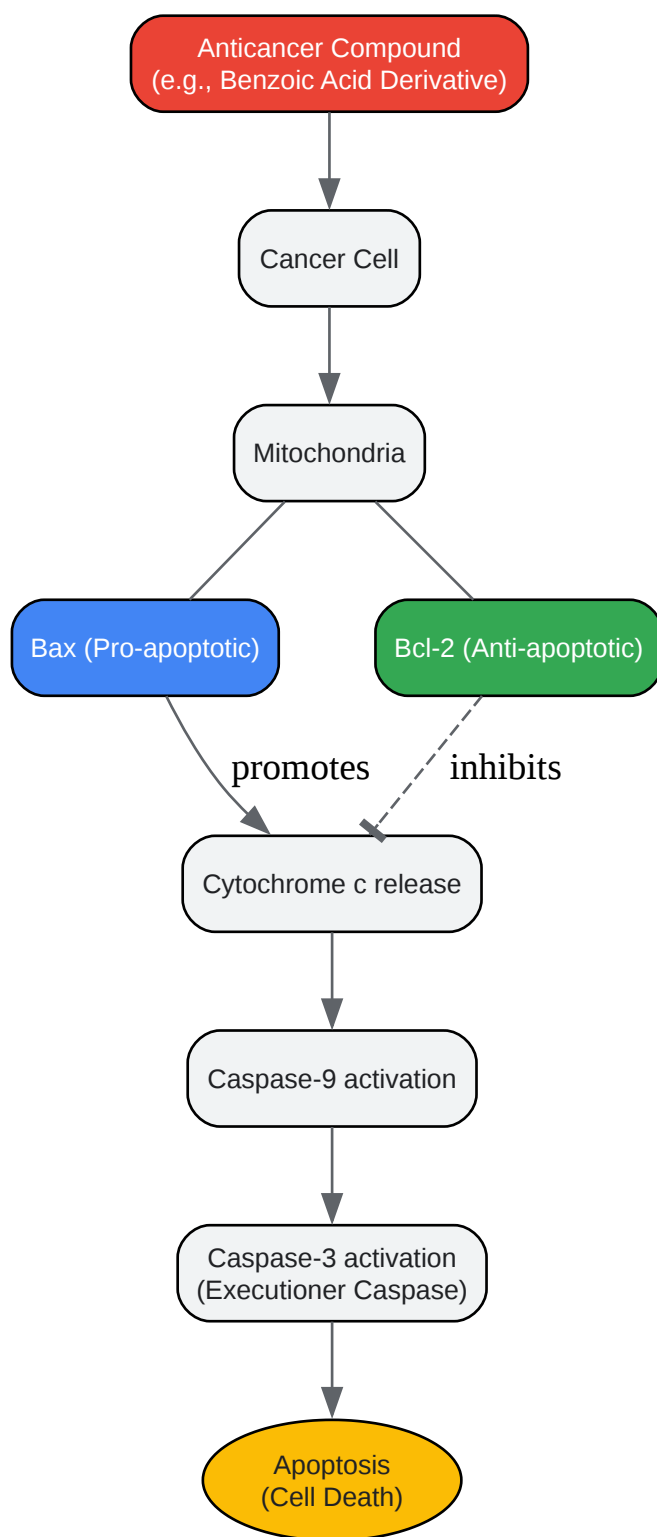 Anticancer Compound
(e.g., Benzoic Acid Derivative)
Cancer Cell
Mitochondria
Bax (Pro-apoptotic)
Bcl-2 (Anti-apoptotic)
promotes
inhibits
Cytochrome c release
Caspase-9 activation
Caspase-3 activation
(Executioner Caspase)
Apoptosis
(Cell Death)